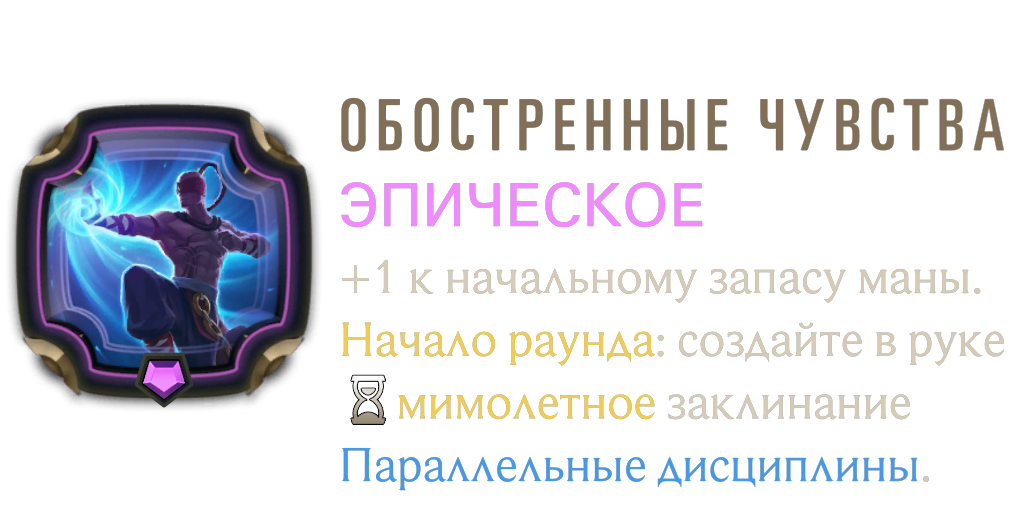 ОБОСТРЕННЫЕ ЧУВСТВА
ЭПИЧЕСКОЕ
+1 к начальному запасу маны.
Начало раунда: создайте в руке
мимолетное заклинание
Параллельные дисциплины.